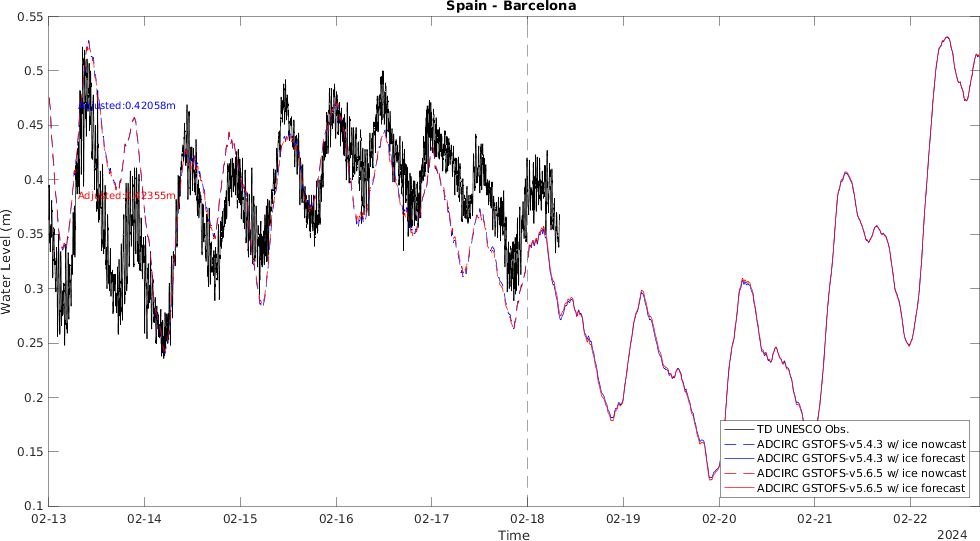 Spain - Barcelona
0.55
0.5
0.45
0.4
0.35
0.3
0.25
0.2
0.15
0.1
Water Level (m)
Adjusted:0.42058m
Adjusted:0.42355m
TD UNESCO Obs.
ADCIRC GSTOFS-v5.4.3 w/ ice nowcast
ADCIRC GSTOFS-v5.4.3 w/ ice forecast
ADCIRC GSTOFS-v5.6.5 w/ ice nowcast
ADCIRC GSTOFS-v5.6.5 w/ ice forecast
02-13 02-14 02-15 02-16 02-17 02-18 02-19 02-20 02-21 02-22
Time
2024